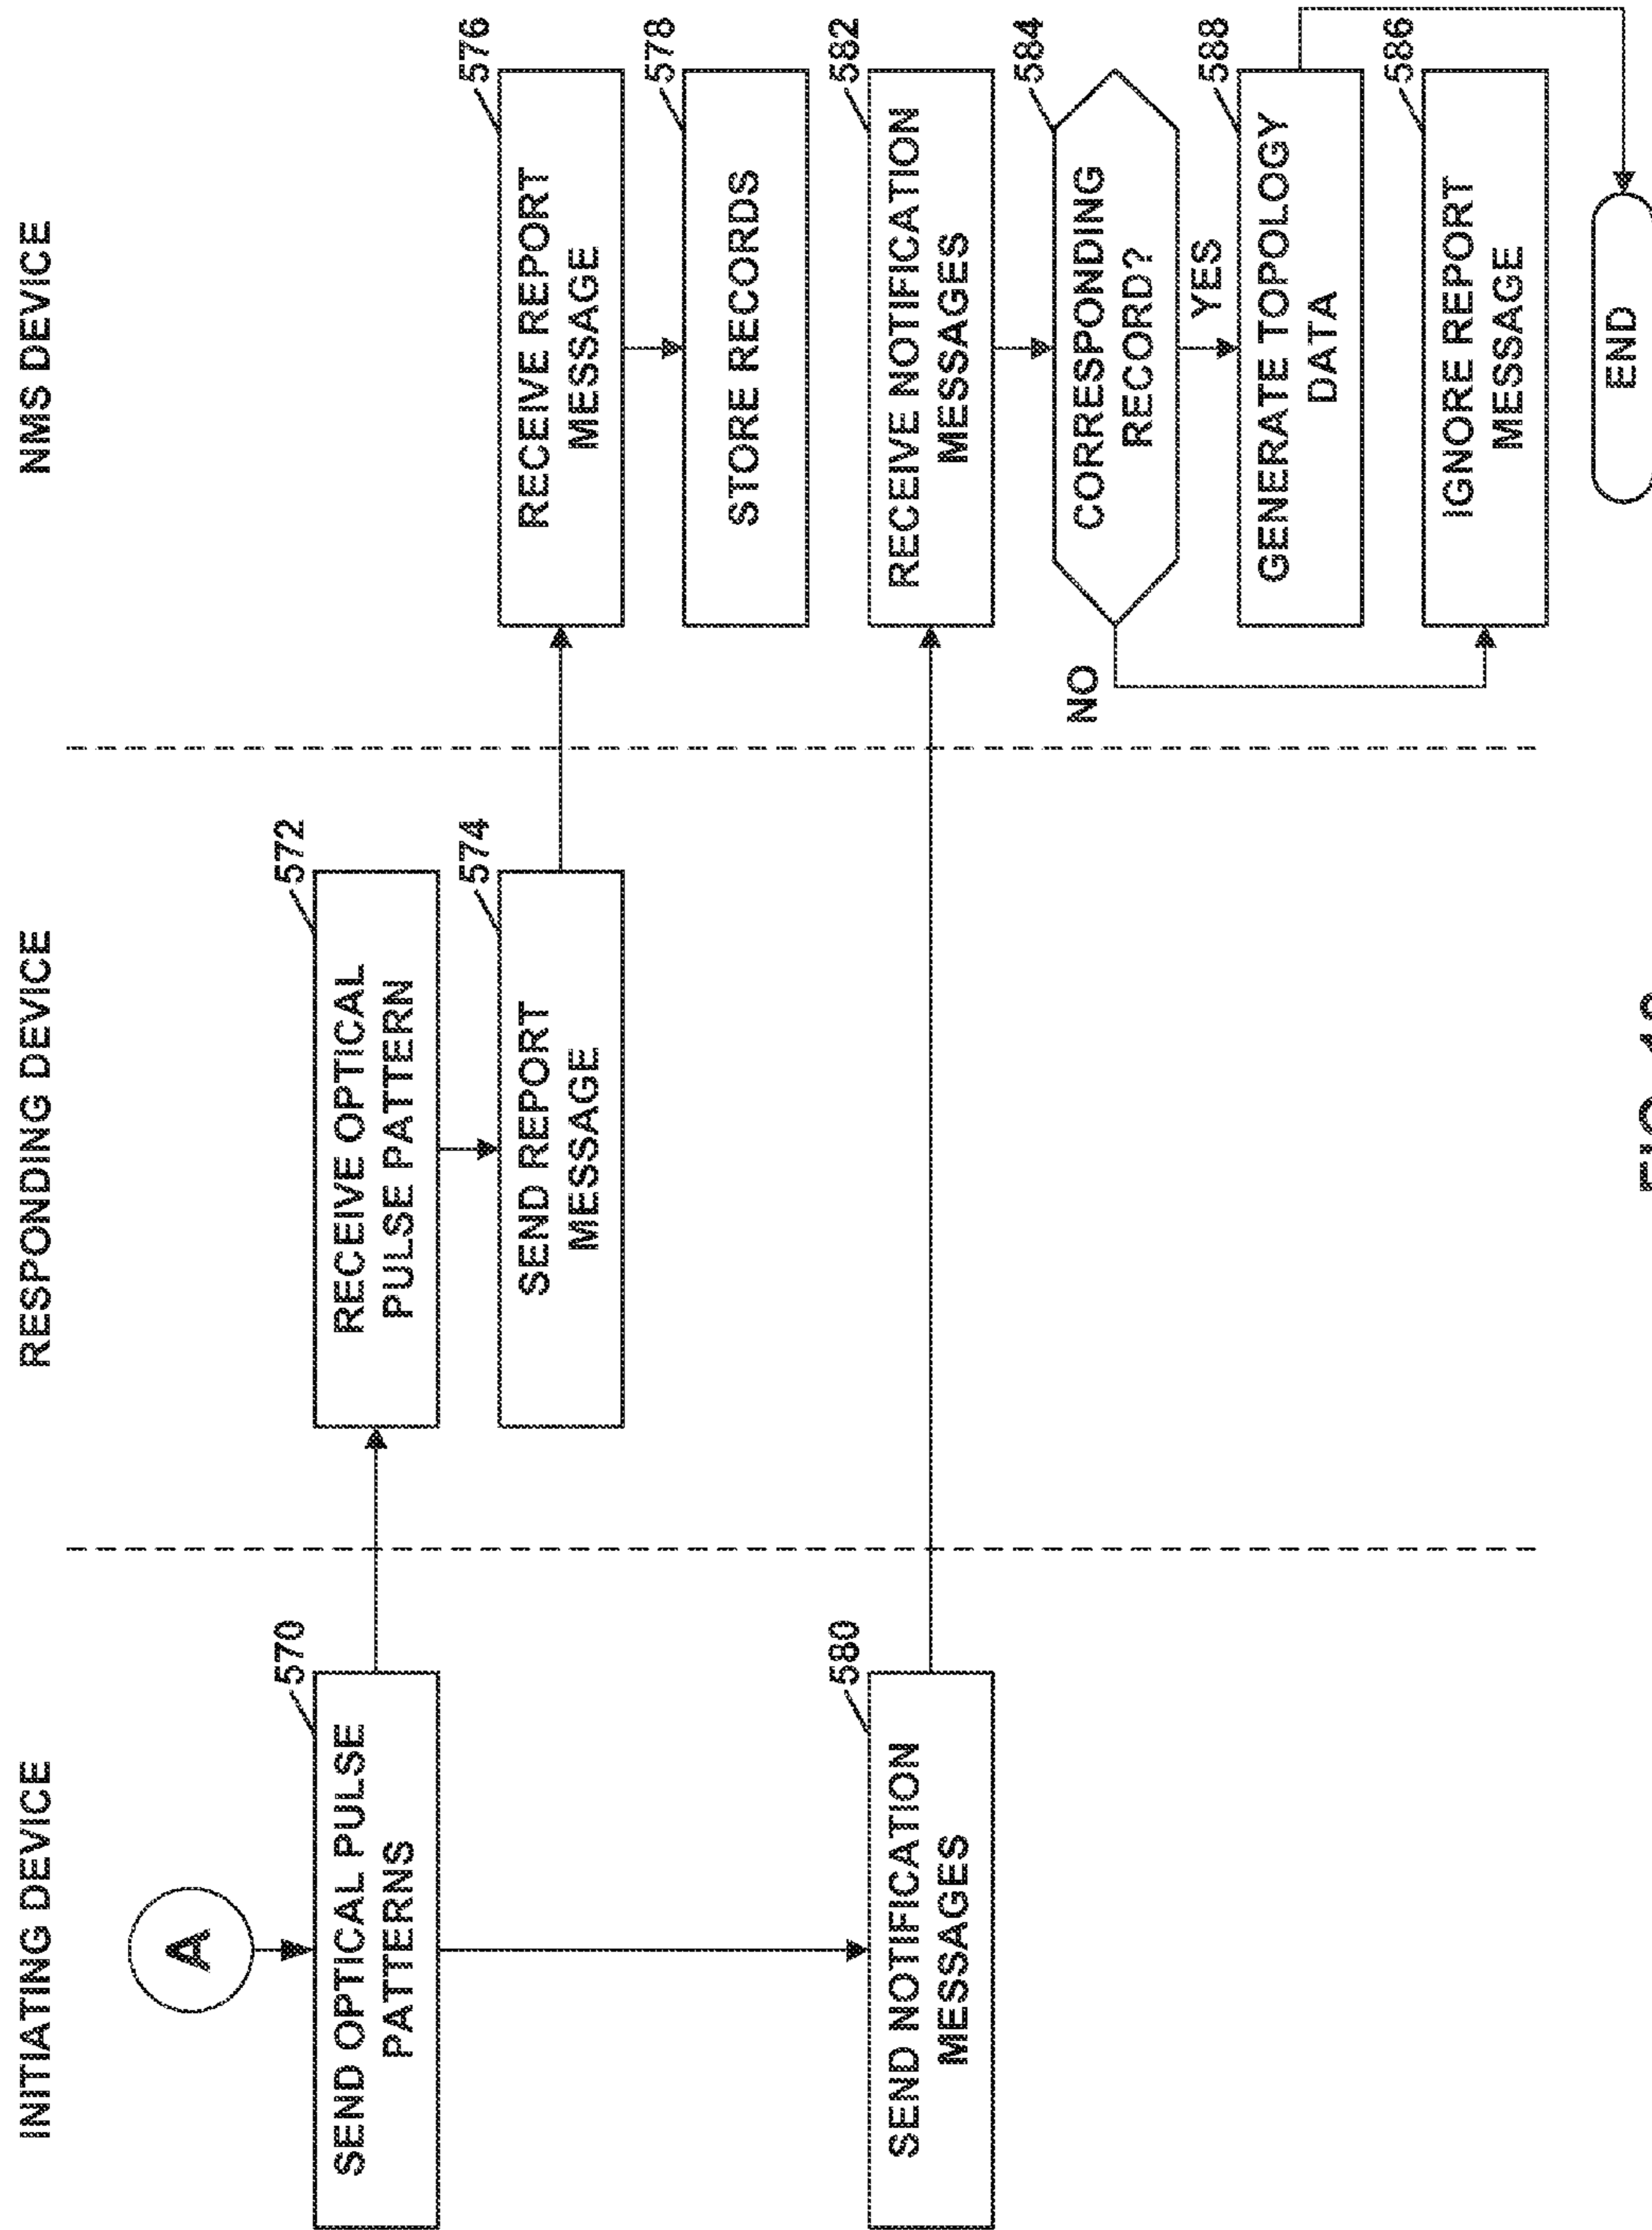 INITIATING DEVICE
RESPONDING DEVICE
NMS DEVICE
A
570
SEND OPTICAL PULSE
PATTERNS
572
RECEIVE OPTICAL
PULSE PATTERN
574
SEND REPORT
MESSAGE
576
RECEIVE REPORT
MESSAGE
578
STORE RECORDS
580
SEND NOTIFICATION
MESSAGES
582
RECEIVE NOTIFICATION
MESSAGES
584
CORRESPONDING
RECORD?
NO
YES
588
GENERATE TOPOLOGY
DATA
586
IGNORE REPORT
MESSAGE
END